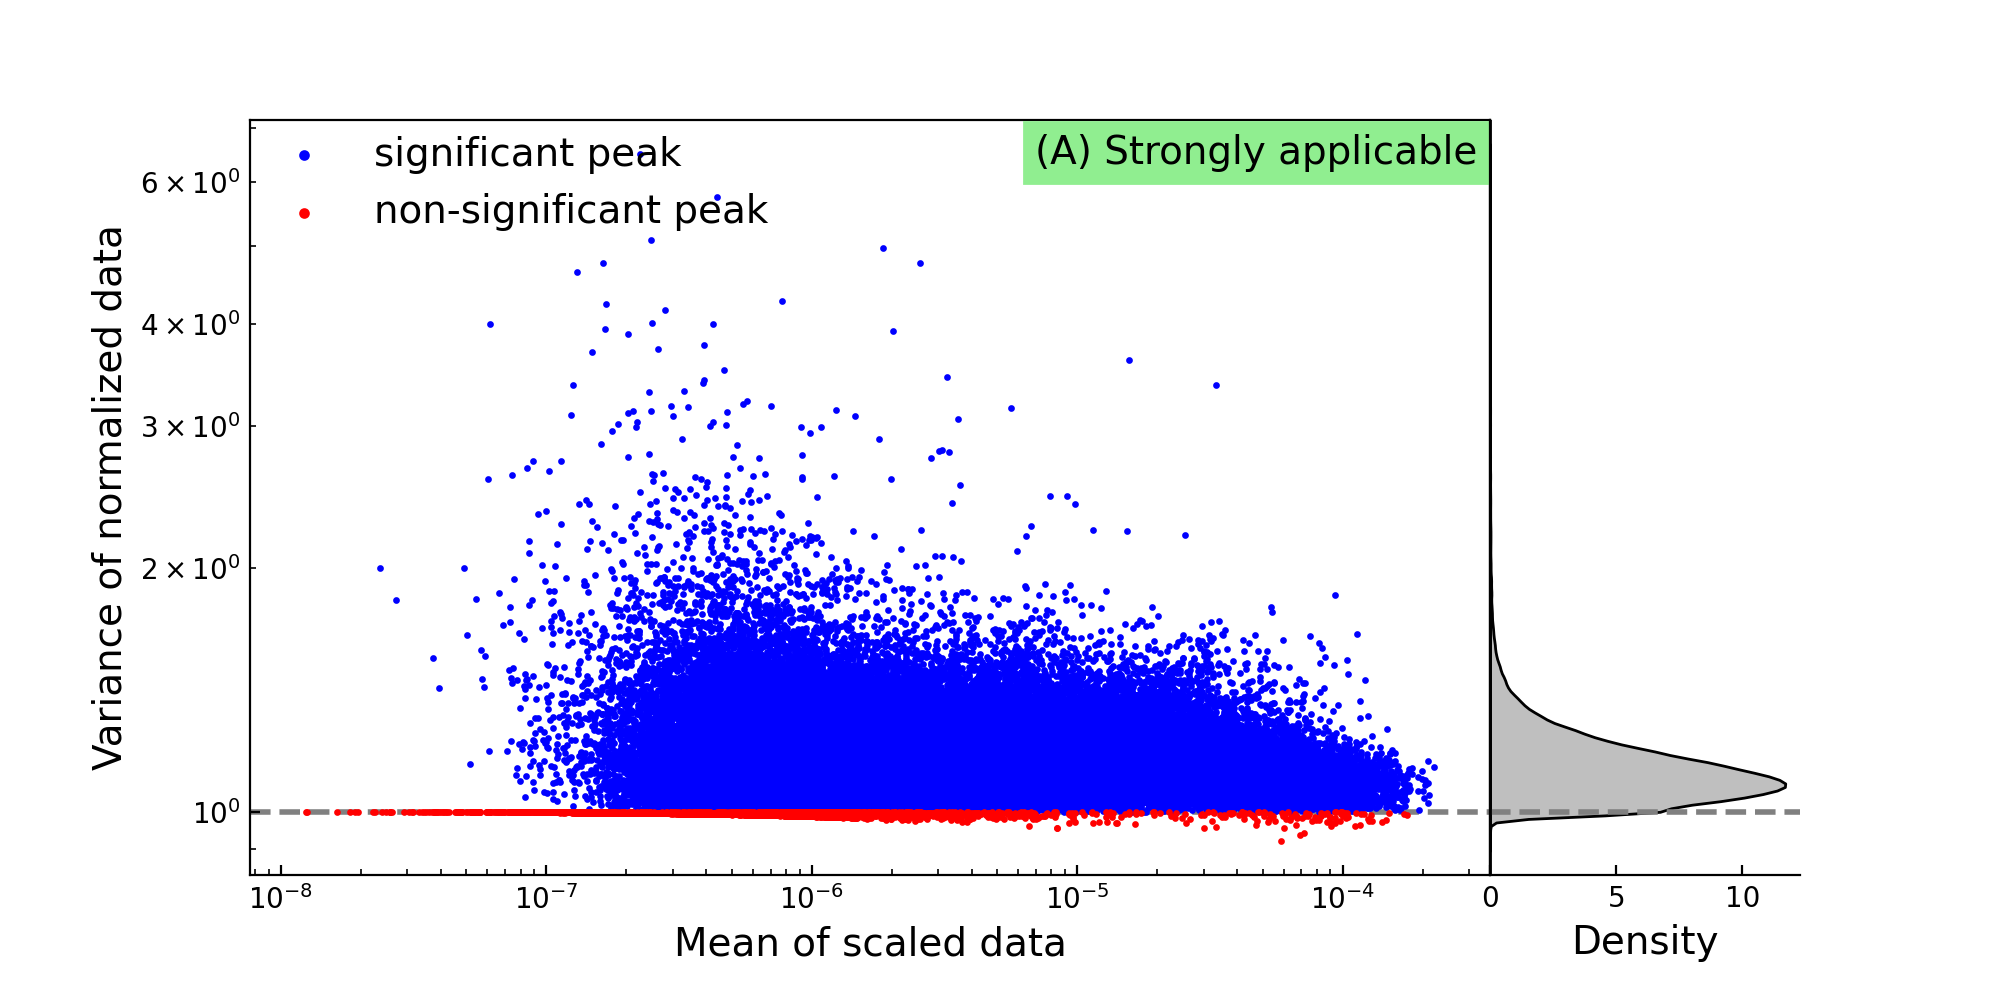 significant peak
non-significant peak
(A) Strongly applicable
Variance of normalized data
6 × 10⁰
4 × 10⁰
3 × 10⁰
2 × 10⁰
10⁰
10⁻⁸ 10⁻⁷ 10⁻⁶ 10⁻⁵ 10⁻⁴ 0 5 10
Mean of scaled data
Density